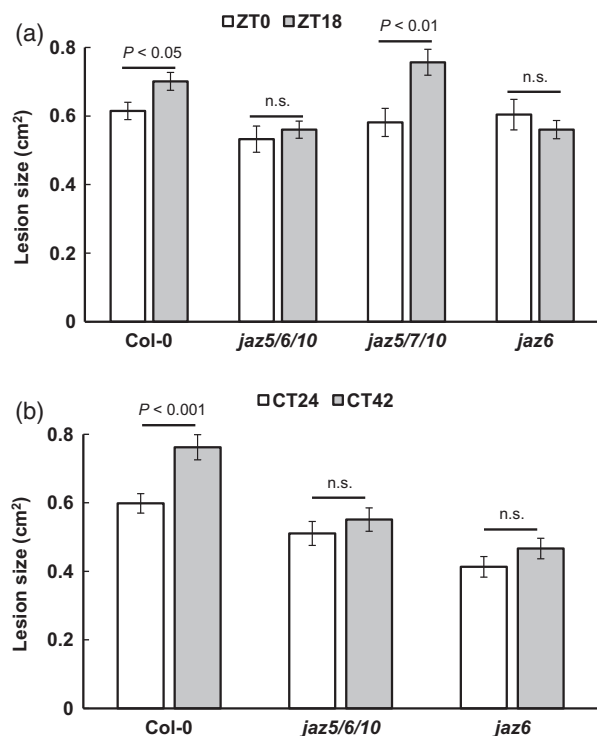 (a)
ZT0 ZT18
P < 0.05
n.s.
P < 0.01
n.s.
Lesion size (cm²)
0.8
0.6
0.4
0.2
0
Col-0 jaz5/6/10 jaz5/7/10 jaz6
(b)
CT24 CT42
P < 0.001
n.s.
n.s.
Lesion size (cm²)
0.8
0.6
0.4
0.2
0
Col-0 jaz5/6/10 jaz6